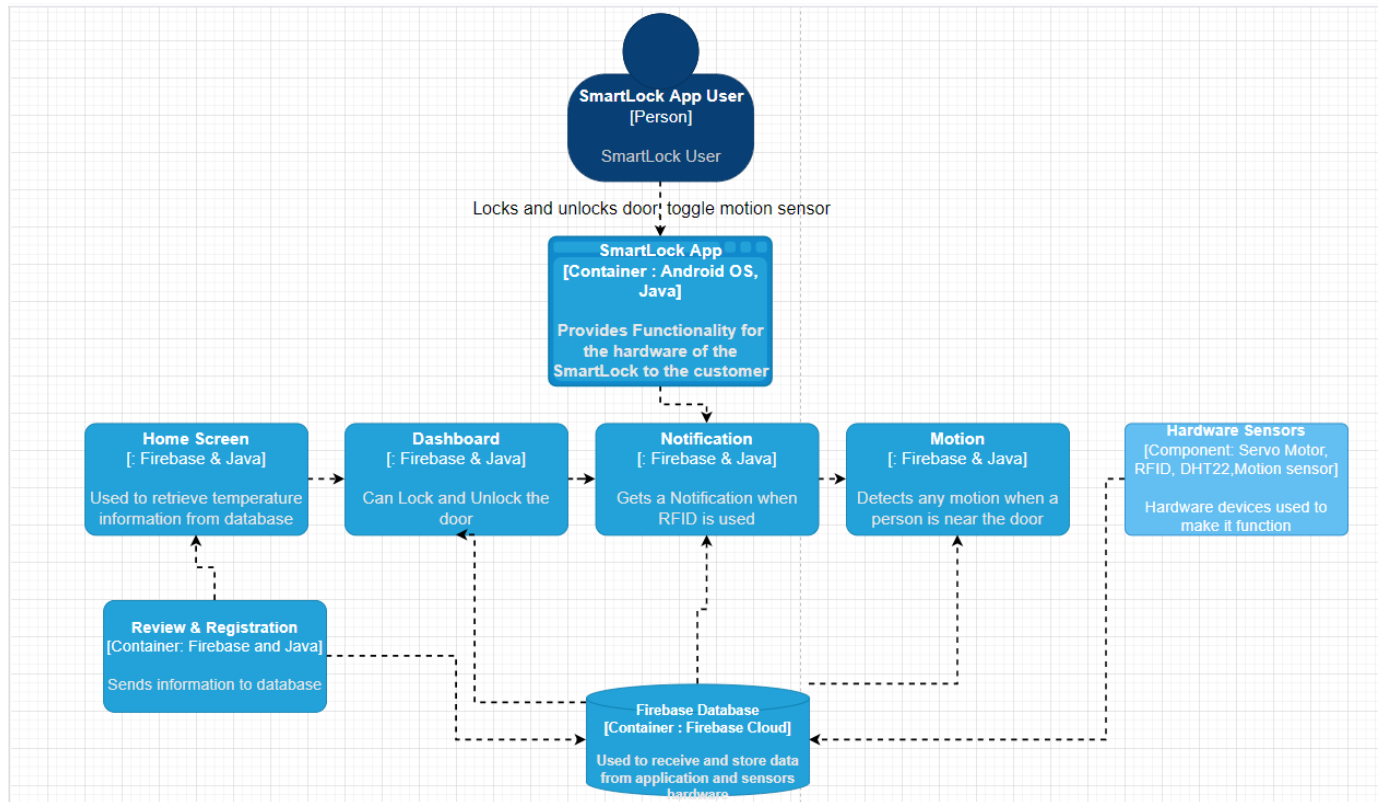 SmartLock App User
[Person]
SmartLock User
Locks and unlocks door, toggle motion sensor
SmartLock App
[Container : Android OS,
Java]
Provides Functionality for
the hardware of the
SmartLock to the customer
Home Screen
[: Firebase & Java]
Used to retrieve temperature
information from database
Dashboard
[: Firebase & Java]
Can Lock and Unlock the
door
Notification
[: Firebase & Java]
Gets a Notification when
RFID is used
Motion
[: Firebase & Java]
Detects any motion when a
person is near the door
Hardware Sensors
[Component: Servo Motor,
RFID, DHT22,Motion sensor]
Hardware devices used to
make it function
Review & Registration
[Container: Firebase and Java]
Sends information to database
Firebase Database
[Container : Firebase Cloud]
Used to receive and store data
from application and sensors
hardware